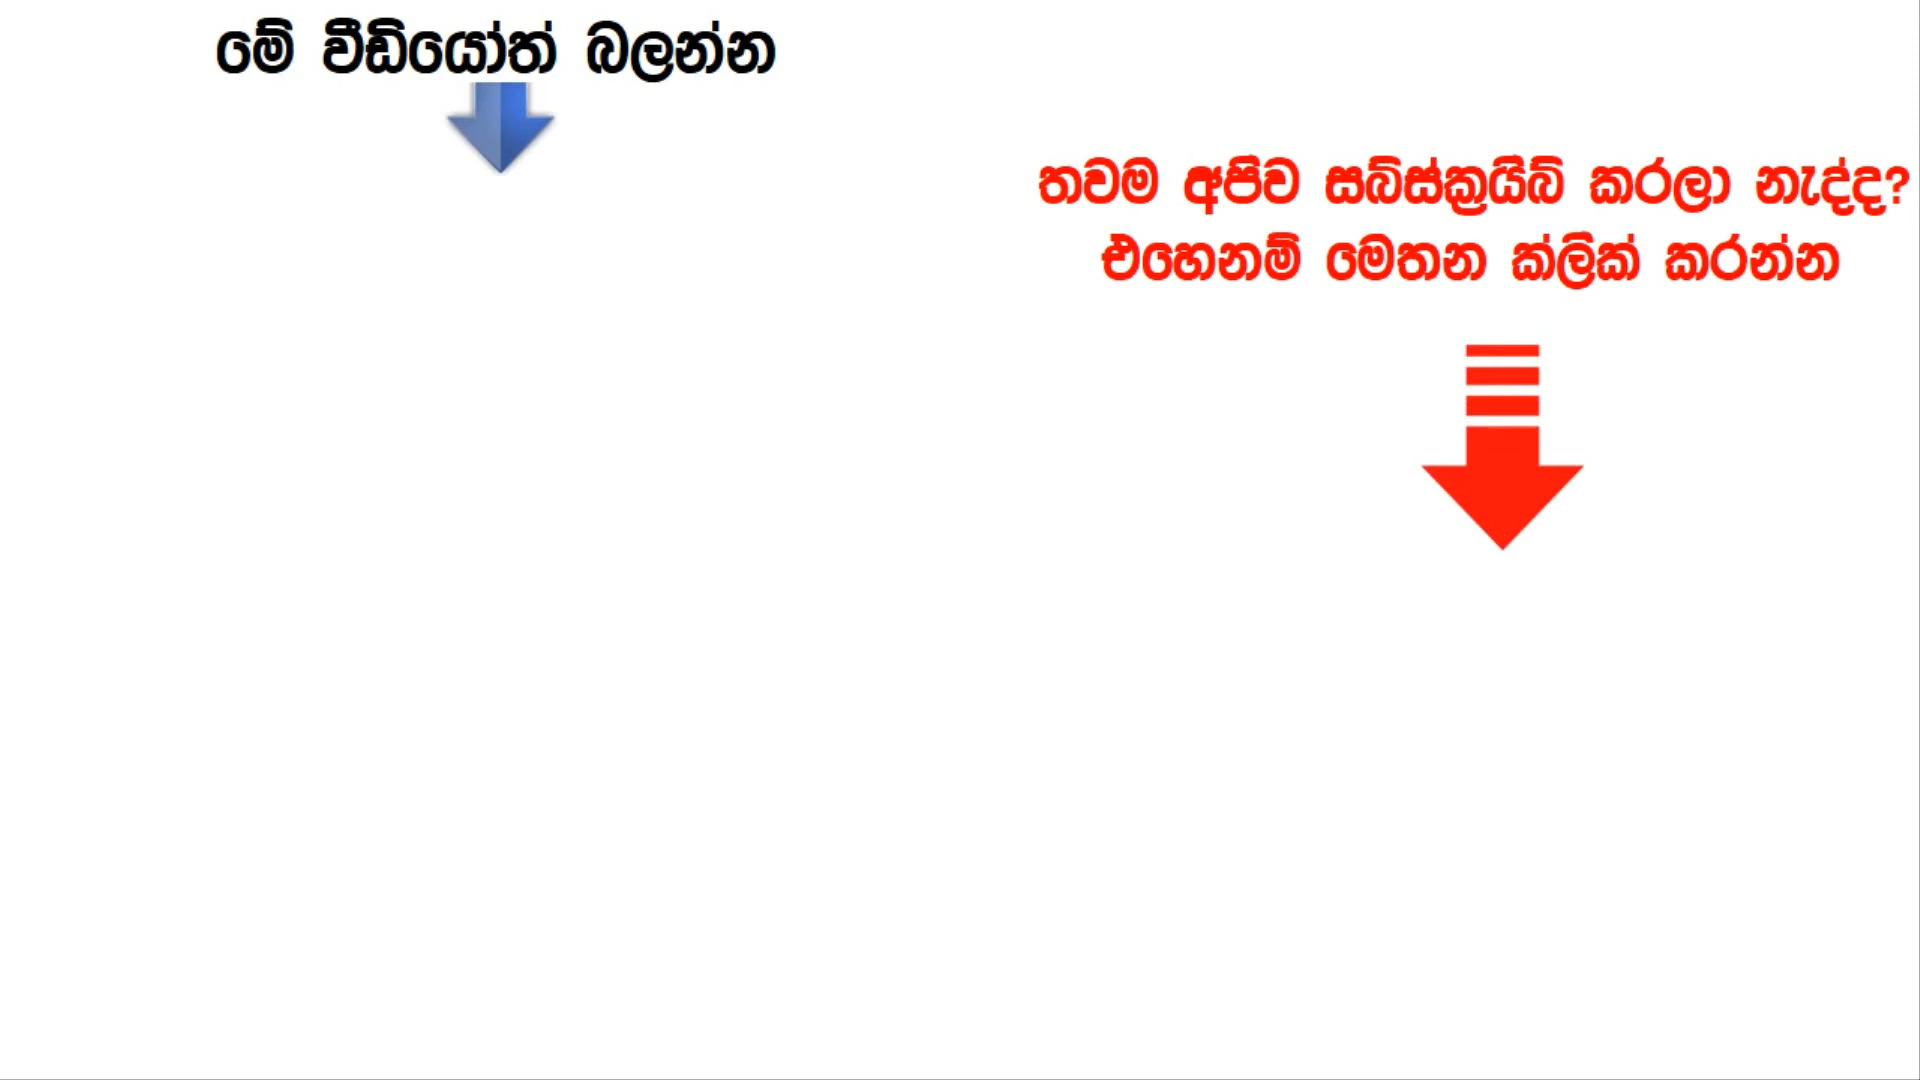 මේ වීඩියෝත් බලන්න
තවම අපිව සබ්ස්ක්‍රයිබ් කරලා නැද්ද?
එහෙනම් මෙතන ක්ලික් කරන්න